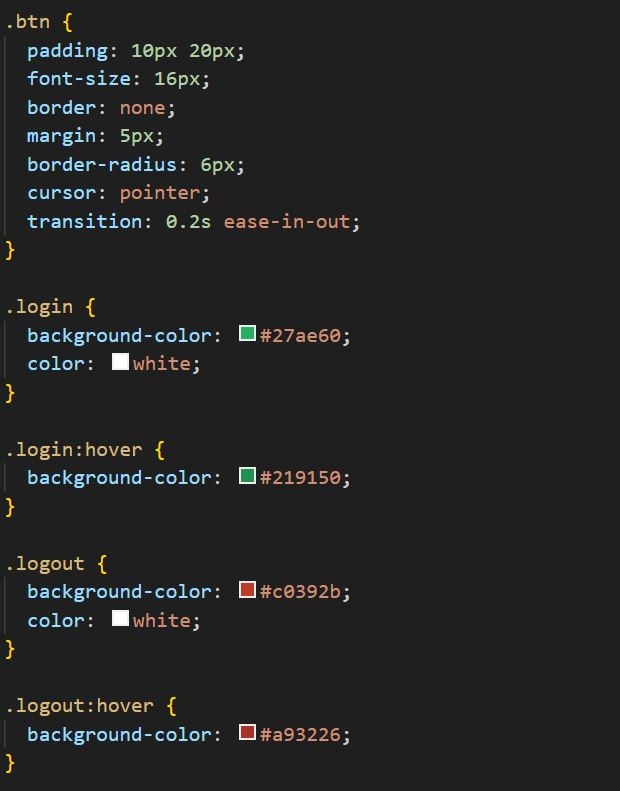 .btn {
  padding: 10px 20px;
  font-size: 16px;
  border: none;
  margin: 5px;
  border-radius: 6px;
  cursor: pointer;
  transition: 0.2s ease-in-out;
}

.login {
  background-color: #27ae60;
  color: white;
}

.login:hover {
  background-color: #219150;
}

.logout {
  background-color: #c0392b;
  color: white;
}

.logout:hover {
  background-color: #a93226;
}